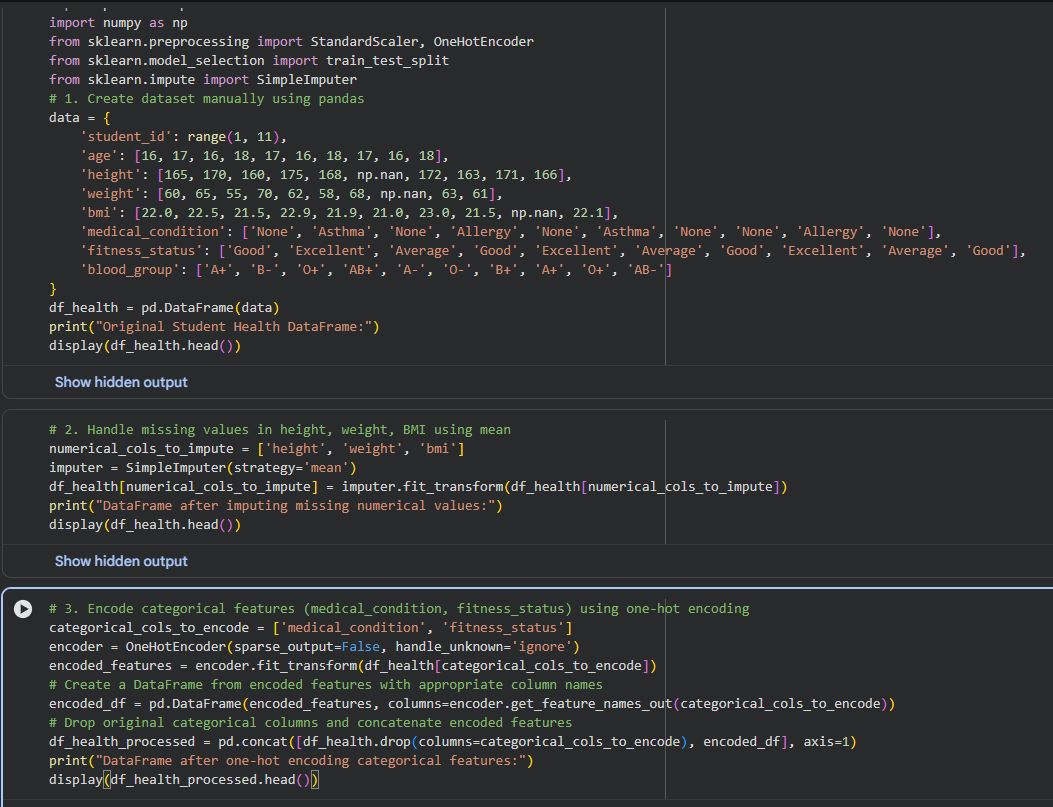 import numpy as np
from sklearn.preprocessing import StandardScaler, OneHotEncoder
from sklearn.model_selection import train_test_split
from sklearn.impute import SimpleImputer
# 1. Create dataset manually using pandas
data = {
    'student_id': range(1, 11),
    'age': [16, 17, 16, 18, 17, 16, 18, 17, 16, 18],
    'height': [165, 170, 160, 175, 168, np.nan, 172, 163, 171, 166],
    'weight': [60, 65, 55, 70, 62, 58, 68, np.nan, 63, 61],
    'bmi': [22.0, 22.5, 21.5, 22.9, 21.9, 21.0, 23.0, 21.5, np.nan, 22.1],
    'medical_condition': ['None', 'Asthma', 'None', 'Allergy', 'None', 'Asthma', 'None', 'None', 'Allergy', 'None'],
    'fitness_status': ['Good', 'Excellent', 'Average', 'Good', 'Excellent', 'Average', 'Good', 'Excellent', 'Average', 'Good'],
    'blood_group': ['A+', 'B-', 'O+', 'AB+', 'A-', 'O-', 'B+', 'A+', 'O+', 'AB-']
}
df_health = pd.DataFrame(data)
print("Original Student Health DataFrame:")
display(df_health.head())
Show hidden output
# 2. Handle missing values in height, weight, BMI using mean
numerical_cols_to_impute = ['height', 'weight', 'bmi']
imputer = SimpleImputer(strategy='mean')
df_health[numerical_cols_to_impute] = imputer.fit_transform(df_health[numerical_cols_to_impute])
print("DataFrame after imputing missing numerical values:")
display(df_health.head())
Show hidden output
# 3. Encode categorical features (medical_condition, fitness_status) using one-hot encoding
categorical_cols_to_encode = ['medical_condition', 'fitness_status']
encoder = OneHotEncoder(sparse_output=False, handle_unknown='ignore')
encoded_features = encoder.fit_transform(df_health[categorical_cols_to_encode])
# Create a DataFrame from encoded features with appropriate column names
encoded_df = pd.DataFrame(encoded_features, columns=encoder.get_feature_names_out(categorical_cols_to_encode))
# Drop original categorical columns and concatenate encoded features
df_health_processed = pd.concat([df_health.drop(columns=categorical_cols_to_encode), encoded_df], axis=1)
print("DataFrame after one-hot encoding categorical features:")
display(df_health_processed.head())